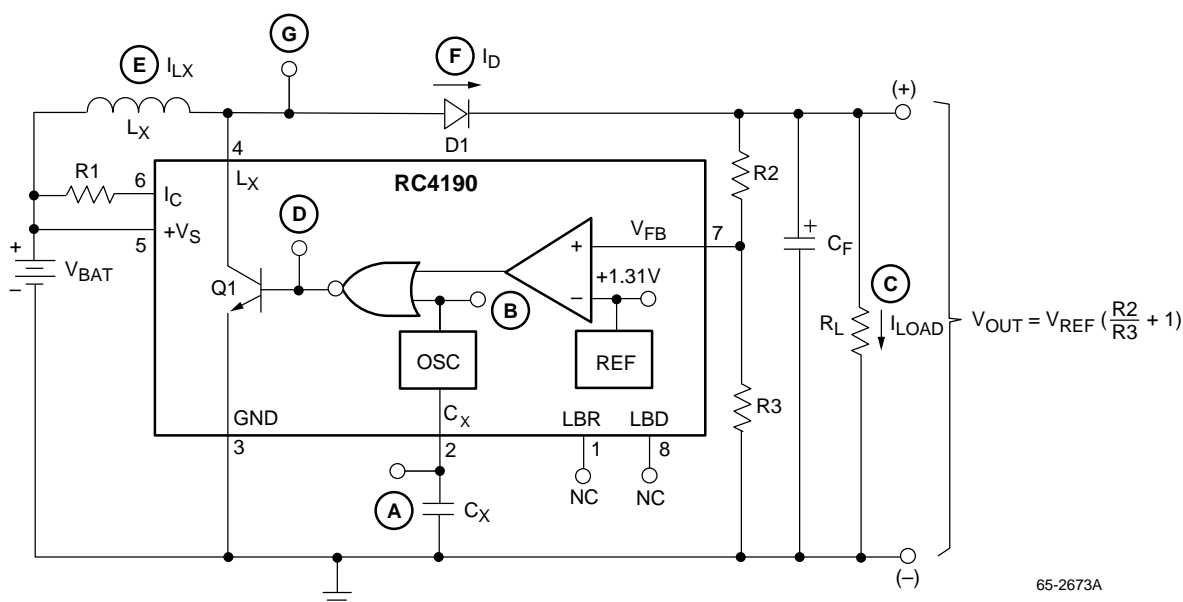 G
E I_LX
F I_D
(+)
L_X
D1
4
R1
6
L_X
RC4190
R2
I_C
D
+V_S
V_FB
7
5
+
C_F
+
V_BAT
–
Q1
+
–
+1.31V
B
C
R_L
I_LOAD
V_OUT = V_REF (R2/R3 + 1)
OSC
REF
R3
GND
C_X
LBR
LBD
3
2
1
8
A
C_X
NC
NC
(–)
65-2673A